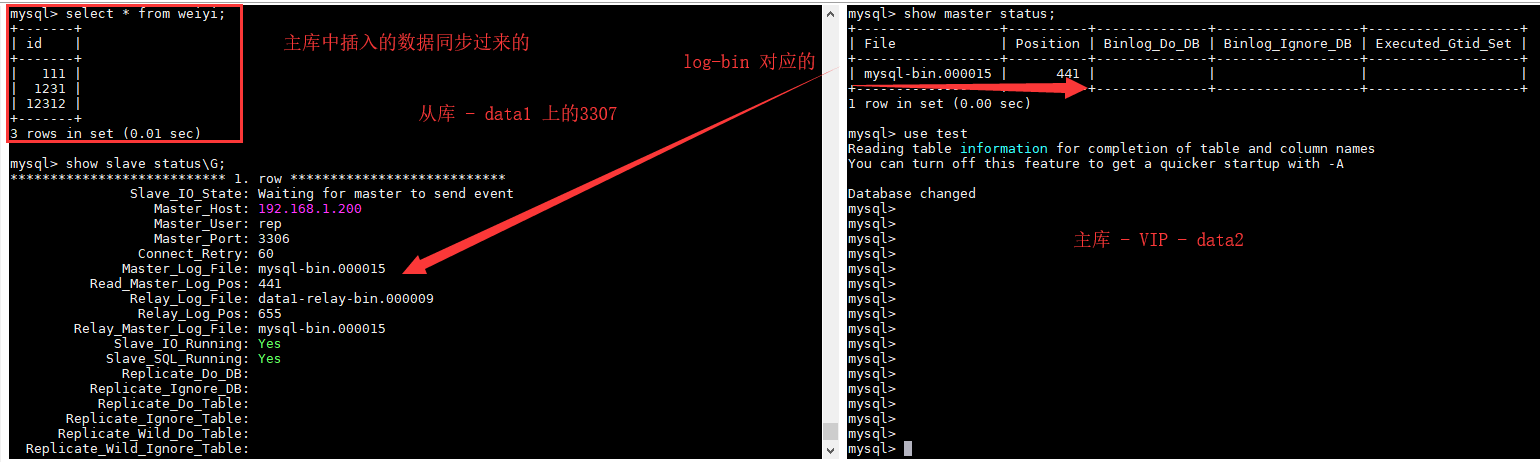 mysql> select * from weiyi;
+-------+
| id    |
+-------+
|   111 |
|  1231 |
| 12312 |
+-------+
3 rows in set (0.01 sec)
主库中插入的数据同步过来的
log-bin 对应的
从库 - data1 上的3307
mysql> show slave status\G;
*************************** 1. row ***************************
Slave_IO_State: Waiting for master to send event
Master_Host: 192.168.1.200
Master_User: rep
Master_Port: 3306
Connect_Retry: 60
Master_Log_File: mysql-bin.000015
Read_Master_Log_Pos: 441
Relay_Log_File: data1-relay-bin.000009
Relay_Log_Pos: 655
Relay_Master_Log_File: mysql-bin.000015
Slave_IO_Running: Yes
Slave_SQL_Running: Yes
Replicate_Do_DB:
Replicate_Ignore_DB:
Replicate_Do_Table:
Replicate_Ignore_Table:
Replicate_Wild_Do_Table:
Replicate_Wild_Ignore_Table:
mysql> show master status;
+------------------+----------+--------------+------------------+-------------------+
| File             | Position | Binlog_Do_DB | Binlog_Ignore_DB | Executed_Gtid_Set |
+------------------+----------+--------------+------------------+-------------------+
| mysql-bin.000015 |      441 |              |                  |                   |
+------------------+----------+--------------+------------------+-------------------+
1 row in set (0.00 sec)
mysql> use test
Reading table information for completion of table and column names
You can turn off this feature to get a quicker startup with -A
Database changed
mysql>
mysql>
mysql>
主库 - VIP - data2
mysql>
mysql>
mysql>
mysql>
mysql>
mysql>
mysql>
mysql>
mysql>
mysql>
mysql>
mysql>
mysql>
mysql>